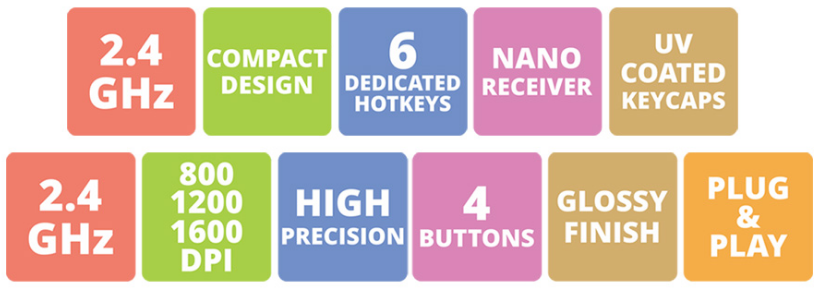 2.4
GHz
COMPACT
DESIGN
6
DEDICATED
HOTKEYS
NANO
RECEIVER
UV
COATED
KEYCAPS
2.4
GHz
800
1200
1600
DPI
HIGH
PRECISION
4
BUTTONS
GLOSSY
FINISH
PLUG
&
PLAY